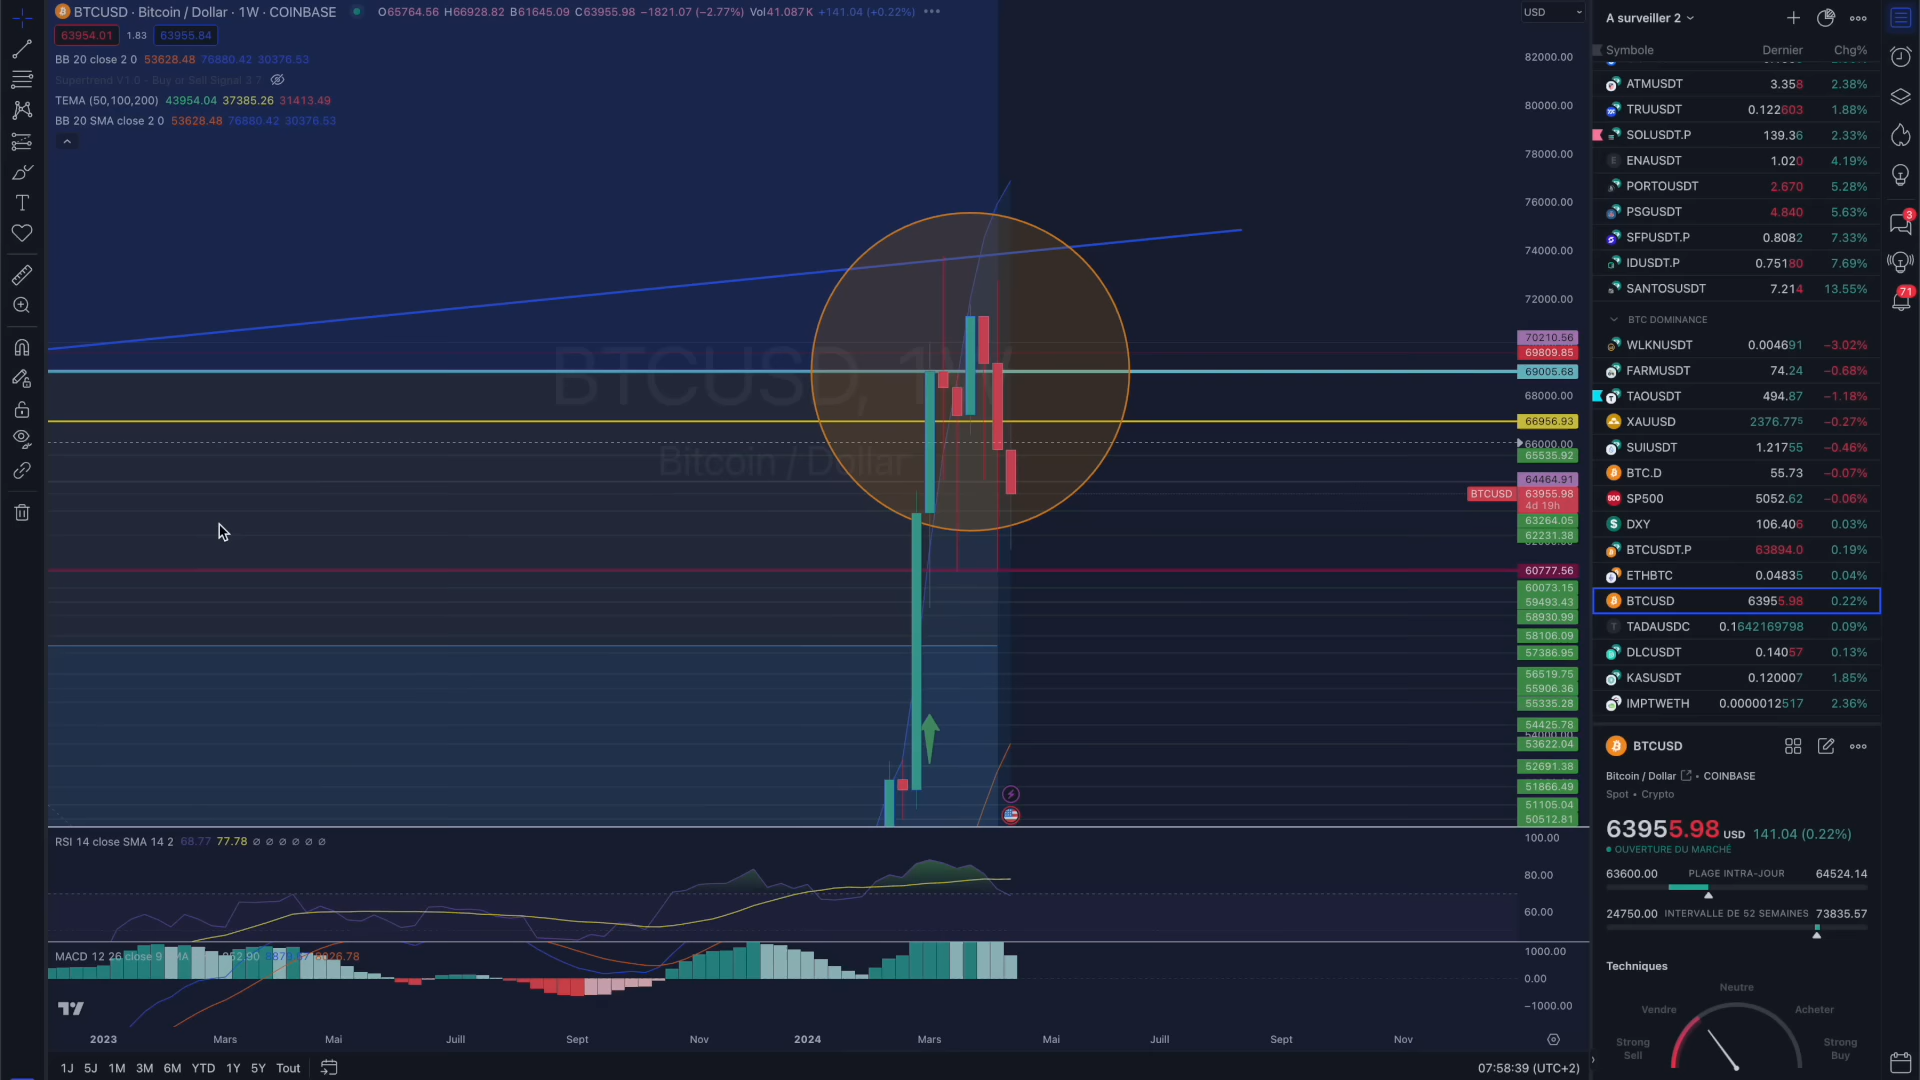 BTCUSD · Bitcoin / Dollar · 1W · COINBASE
O65764.56 H66928.82 B61645.09 C63955.98 −1821.07 (−2.77%) Vol41.087 K +141.04 (+0.22%)
63954.01 1.83 63955.84
BB 20 close 2 0 53628.48 76880.42 30376.53
Supertrend V1.0 - Buy or Sell Signal 3 7
TEMA (50,100,200) 43954.04 37385.26 31413.49
BB 20 SMA close 2 0 53628.48 76880.42 30376.53
BTCUSD, 1W
Bitcoin / Dollar
USD
82000.00
80000.00
78000.00
76000.00
74000.00
72000.00
70210.56
69809.85
69005.68
68000.00
66956.93
66000.00
65535.92
64464.91
BTCUSD 63955.98
4d 19h
63264.05
62231.38
60777.56
60073.15
59493.43
58930.99
58106.09
57386.95
56519.75
55906.36
55335.28
54425.78
53622.04
52691.38
51866.49
51105.04
50512.81
RSI 14 close SMA 14 2 68.77 77.78 ∅ ∅ ∅ ∅ ∅ ∅
100.00
80.00
60.00
MACD 12 26 close 9
1000.00
0.00
−1000.00
2023 Mars Mai Juill Sept Nov 2024 Mars Mai Juill Sept Nov
1J 5J 1M 3M 6M YTD 1Y 5Y Tout
07:58:39 (UTC+2)
A surveiller 2
Symbole Dernier Chg%
ATMUSDT 3.358 2.38%
TRUUSDT 0.122603 1.88%
SOLUSDT.P 139.36 2.33%
ENAUSDT 1.020 4.19%
PORTOUSDT 2.670 5.28%
PSGUSDT 4.840 5.63%
SFPUSDT.P 0.8082 7.33%
IDUSDT.P 0.75180 7.69%
SANTOSUSDT 7.214 13.55%
BTC DOMINANCE
WLKNUSDT 0.004691 −3.02%
FARMUSDT 74.24 −0.68%
TAOUSDT 494.87 −1.18%
XAUUSD 2376.775 −0.27%
SUIUSDT 1.21755 −0.46%
BTC.D 55.73 −0.07%
SP500 5052.62 −0.06%
DXY 106.406 0.03%
BTCUSDT.P 63894.0 0.19%
ETHBTC 0.04835 0.04%
BTCUSD 63955.98 0.22%
TADAUSDC 0.1642169798 0.09%
DLCUSDT 0.14057 0.13%
KASUSDT 0.120007 1.85%
IMPTWETH 0.0000012517 2.36%
BTCUSD
Bitcoin / Dollar • COINBASE
Spot • Crypto
63955.98 USD 141.04 (0.22%)
OUVERTURE DU MARCHÉ
63600.00 PLAGE INTRA-JOUR 64524.14
24750.00 INTERVALLE DE 52 SEMAINES 73835.57
Techniques
Neutre
Vendre Acheter
Strong Sell Strong Buy
3
71